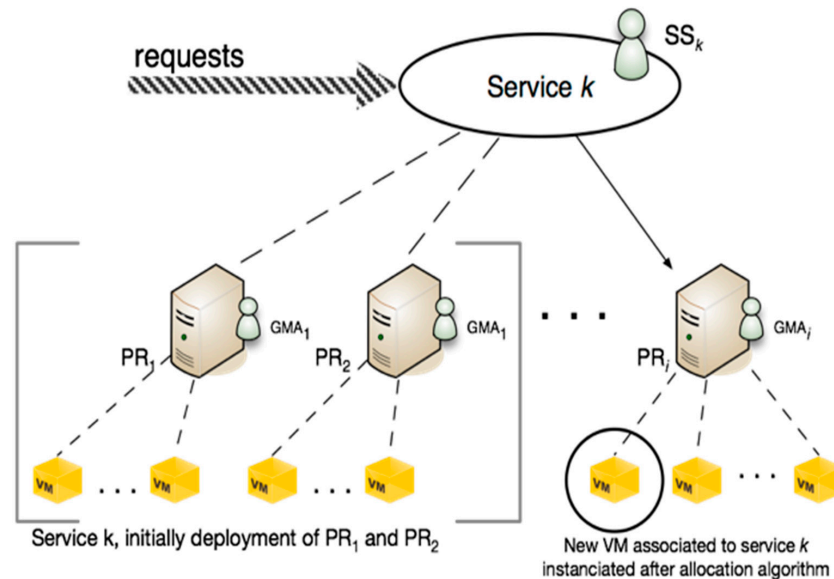 requests
SSk
Service k
GMA1
GMA1
GMAi
PR1
PR2
PRi
. . .
VM
. . .
VM
VM
. . .
VM
VM
VM
. . .
VM
Service k, initially deployment of PR1 and PR2
New VM associated to service k
instanciated after allocation algorithm